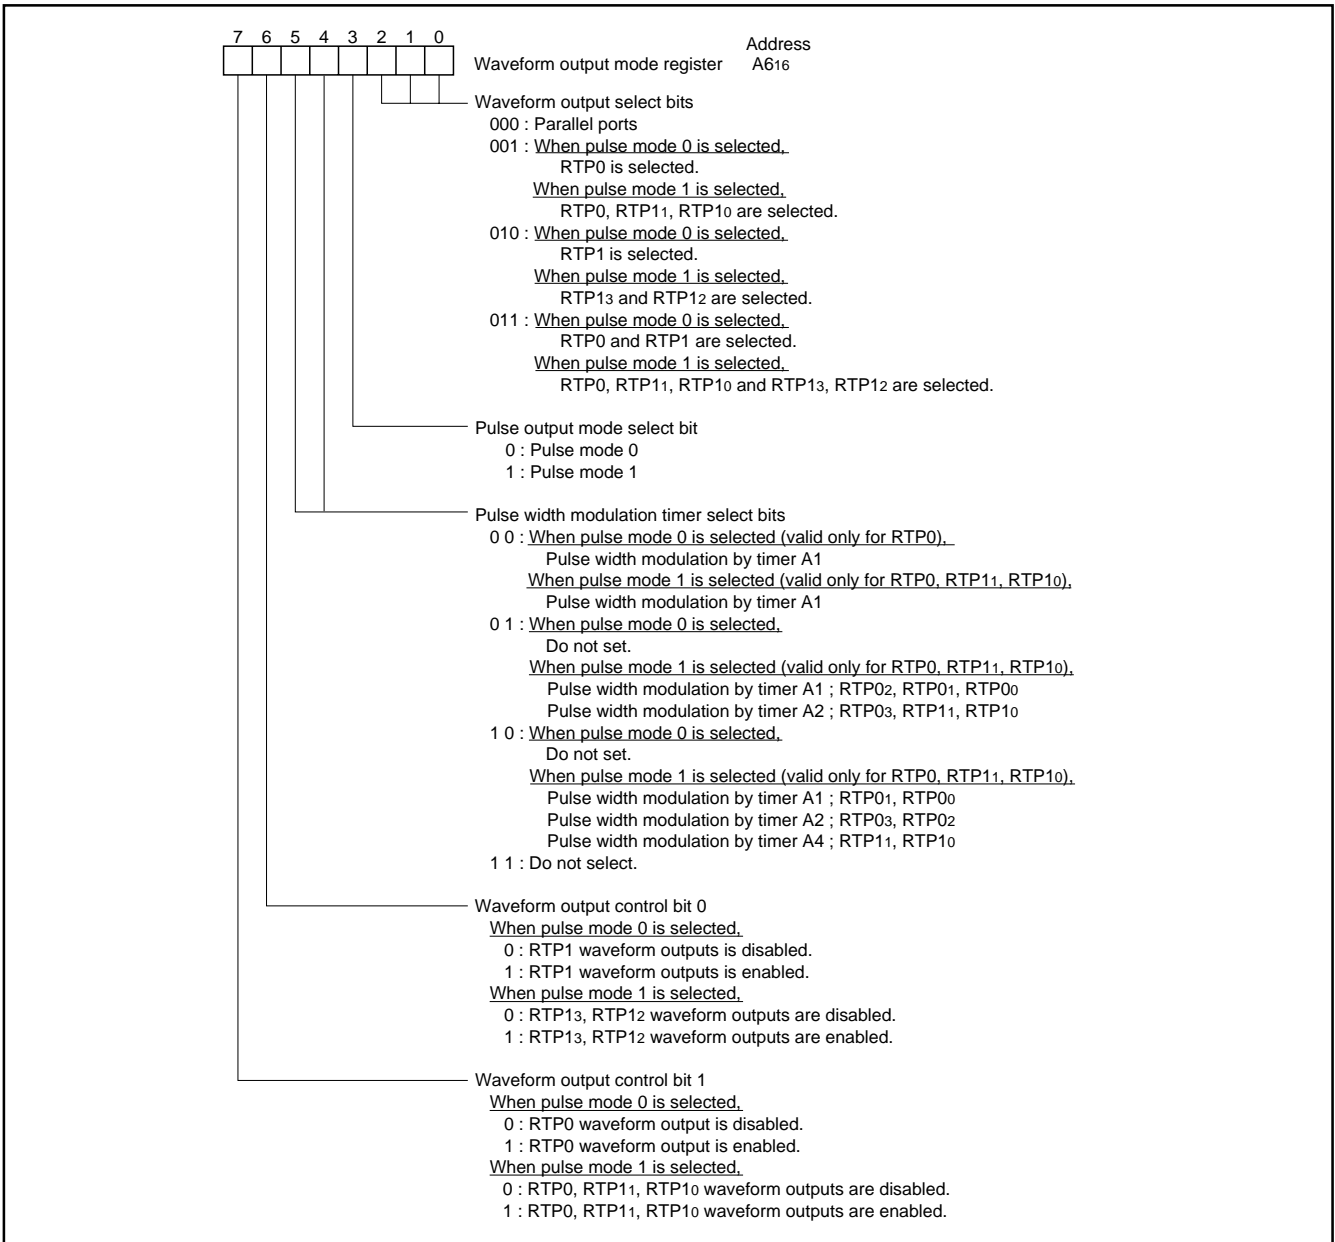 7 6 5 4 3 2 1 0
Address
Waveform output mode register A616
Waveform output select bits
000 : Parallel ports
001 : When pulse mode 0 is selected,
RTP0 is selected.
When pulse mode 1 is selected,
RTP0, RTP11, RTP10 are selected.
010 : When pulse mode 0 is selected,
RTP1 is selected.
When pulse mode 1 is selected,
RTP13 and RTP12 are selected.
011 : When pulse mode 0 is selected,
RTP0 and RTP1 are selected.
When pulse mode 1 is selected,
RTP0, RTP11, RTP10 and RTP13, RTP12 are selected.
Pulse output mode select bit
0 : Pulse mode 0
1 : Pulse mode 1
Pulse width modulation timer select bits
0 0 : When pulse mode 0 is selected (valid only for RTP0),
Pulse width modulation by timer A1
When pulse mode 1 is selected (valid only for RTP0, RTP11, RTP10),
Pulse width modulation by timer A1
0 1 : When pulse mode 0 is selected,
Do not set.
When pulse mode 1 is selected (valid only for RTP0, RTP11, RTP10),
Pulse width modulation by timer A1 ; RTP02, RTP01, RTP00
Pulse width modulation by timer A2 ; RTP03, RTP11, RTP10
1 0 : When pulse mode 0 is selected,
Do not set.
When pulse mode 1 is selected (valid only for RTP0, RTP11, RTP10),
Pulse width modulation by timer A1 ; RTP01, RTP00
Pulse width modulation by timer A2 ; RTP03, RTP02
Pulse width modulation by timer A4 ; RTP11, RTP10
1 1 : Do not select.
Waveform output control bit 0
When pulse mode 0 is selected,
0 : RTP1 waveform outputs is disabled.
1 : RTP1 waveform outputs is enabled.
When pulse mode 1 is selected,
0 : RTP13, RTP12 waveform outputs are disabled.
1 : RTP13, RTP12 waveform outputs are enabled.
Waveform output control bit 1
When pulse mode 0 is selected,
0 : RTP0 waveform output is disabled.
1 : RTP0 waveform output is enabled.
When pulse mode 1 is selected,
0 : RTP0, RTP11, RTP10 waveform outputs are disabled.
1 : RTP0, RTP11, RTP10 waveform outputs are enabled.